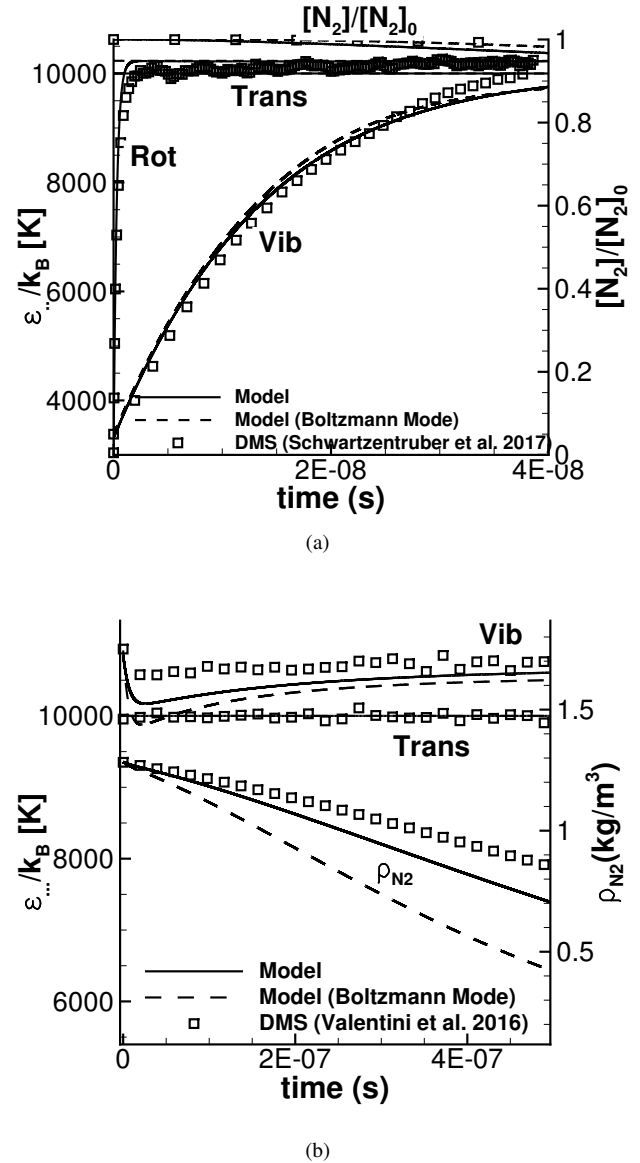 [N2]/[N2]0
1
10000
Trans
0.8
Rot
8000
Vib
0.6
ε../kB [K]
[N2]/[N2]0
6000
0.4
4000
0.2
Model
Model (Boltzmann Mode)
DMS (Schwartzentruber et al. 2017)
0
0
2E-08
4E-08
time (s)
(a)
Vib
10000
1.5
Trans
ε.../kB [K]
ρN2(kg/m3)
1
8000
ρN2
0.5
Model
Model (Boltzmann Mode)
6000
DMS (Valentini et al. 2016)
0
2E-07
4E-07
time (s)
(b)